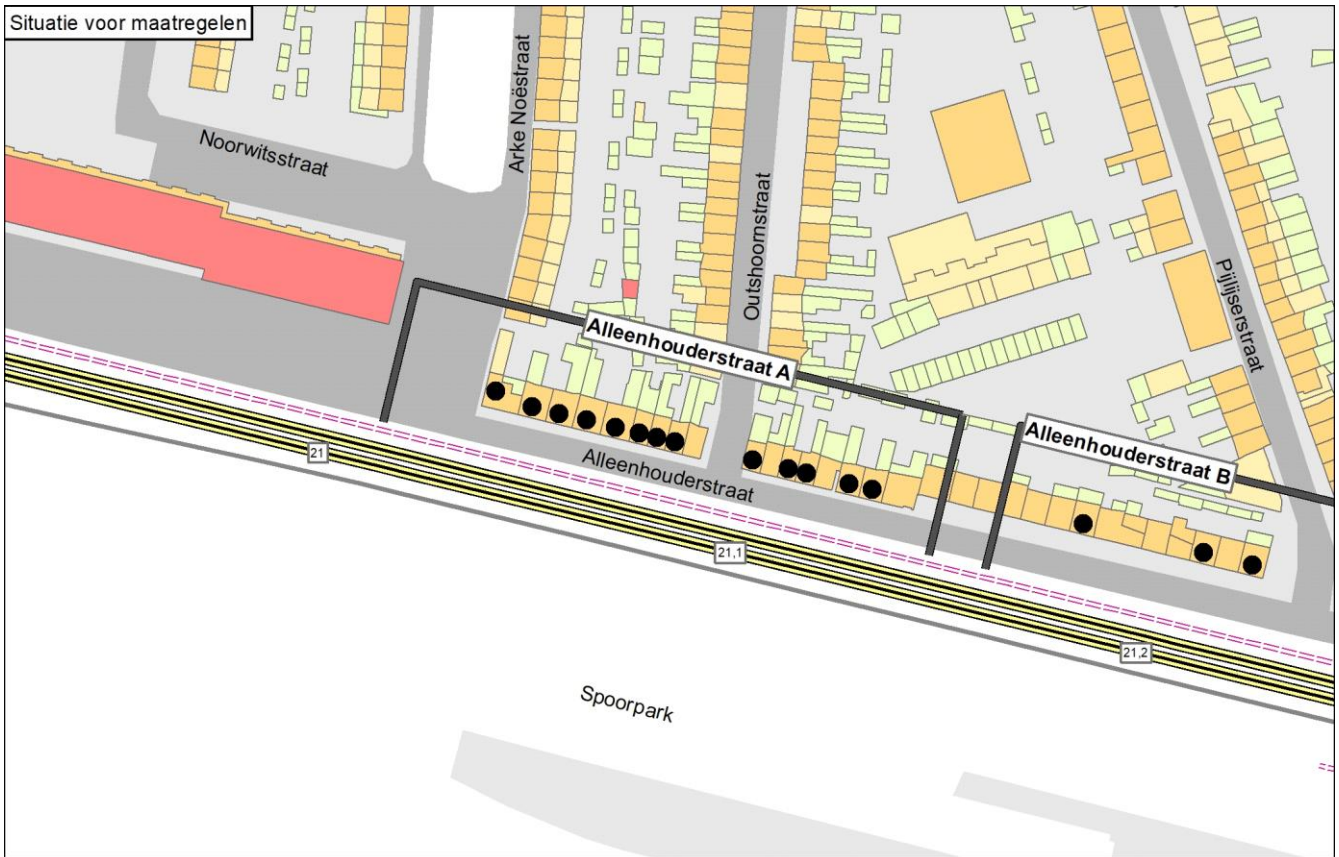 Situatie voor maatregelen
Arke Noëstraat
Noorwitsstraat
Outshoornstraat
Pijlijserstraat
Alleenhouderstraat A
Alleenhouderstraat B
Alleenhouderstraat
21
21,1
21,2
Spoorpark